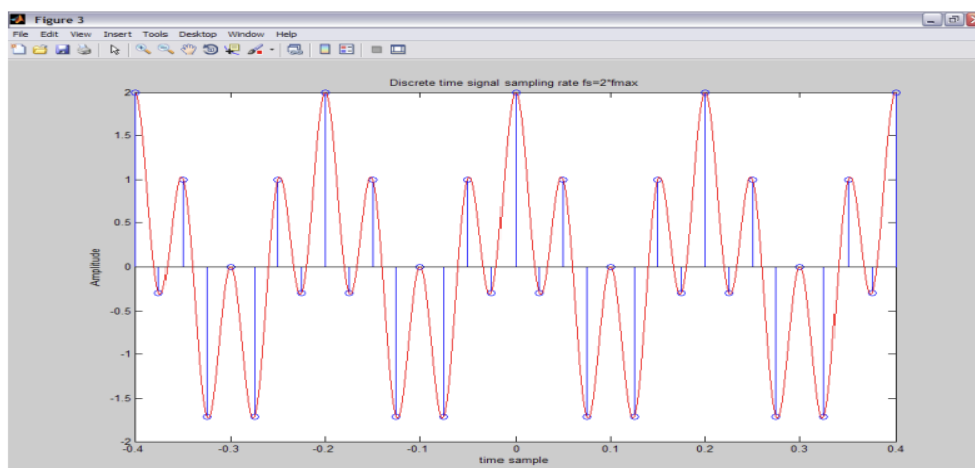 Figure 3
File Edit View Insert Tools Desktop Window Help
Discrete time signal sampling rate fs=2*fmax
2
1.5
1
0.5
0
-0.5
-1
-1.5
-2
Amplitude
-0.4 -0.3 -0.2 -0.1 0 0.1 0.2 0.3 0.4
time sample